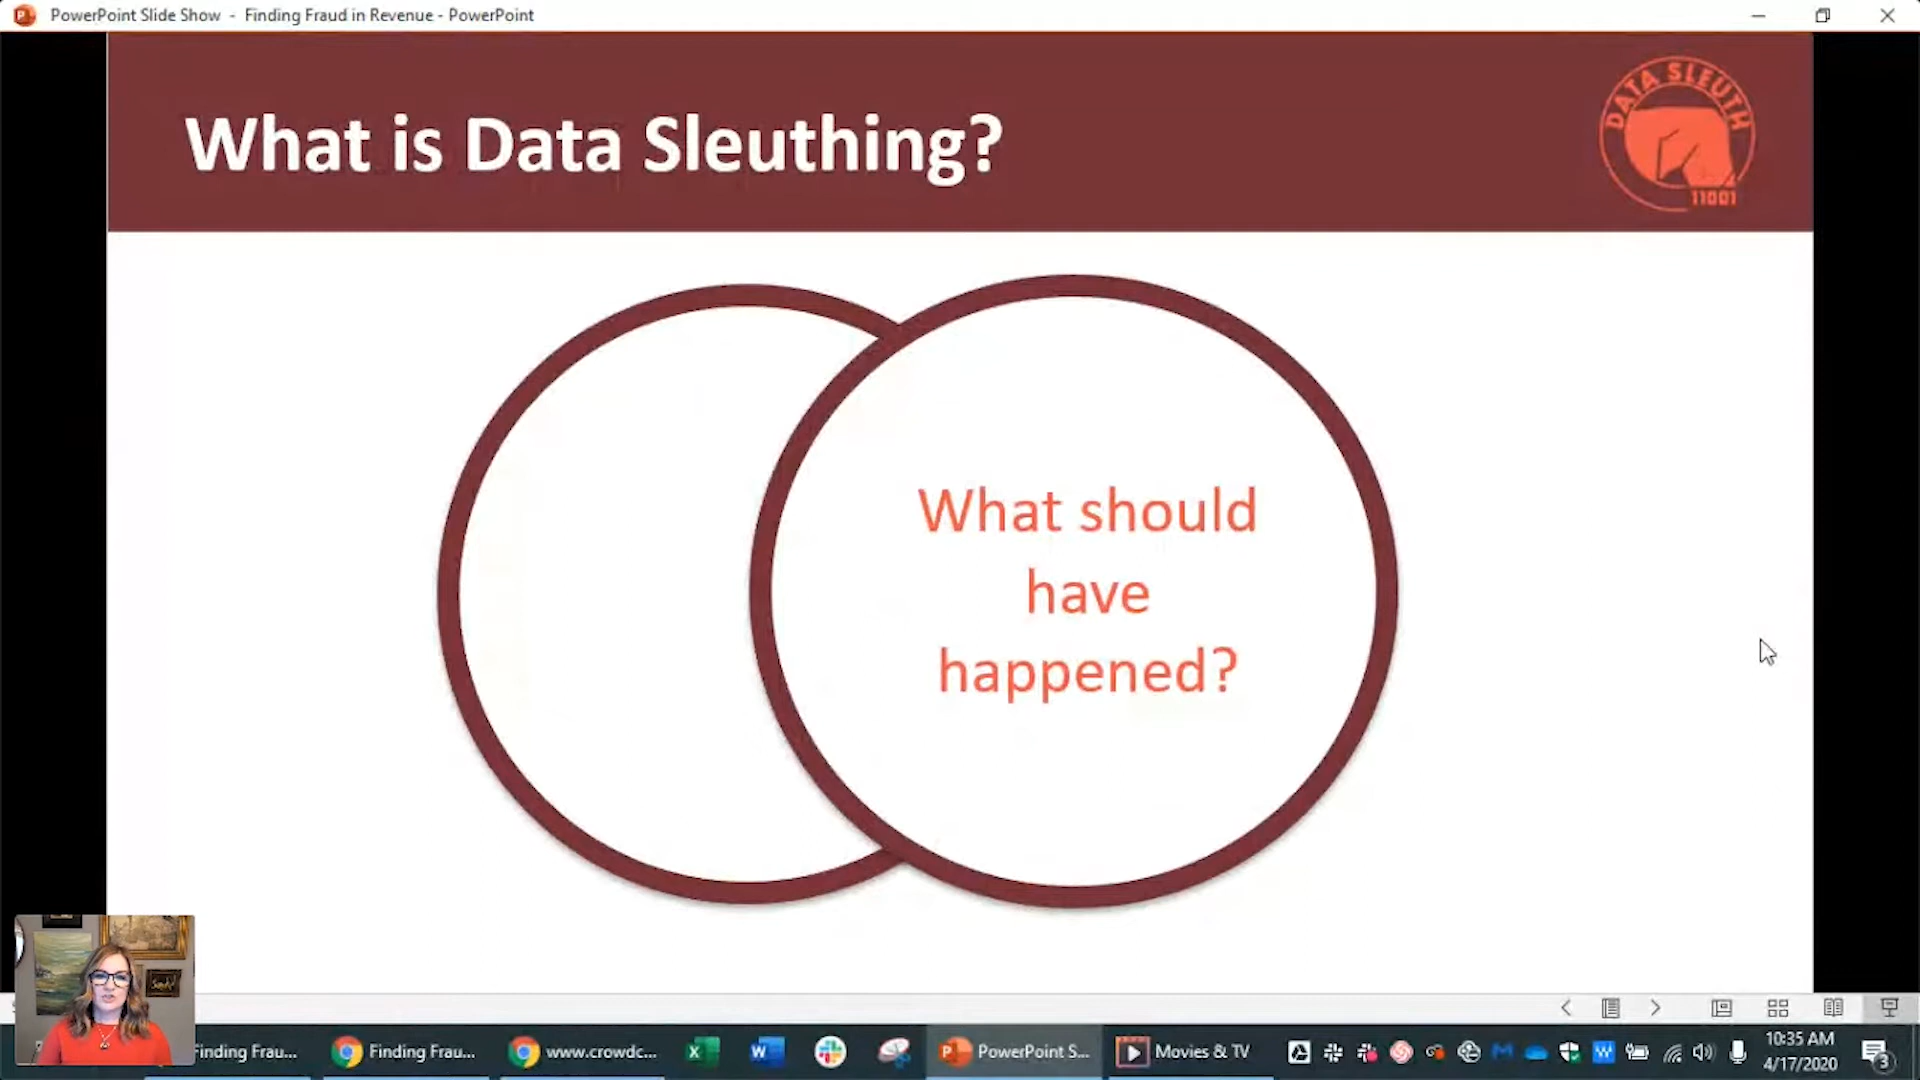 PowerPoint Slide Show - Finding Fraud in Revenue - PowerPoint
What is Data Sleuthing?
DATA SLEUTH
11001
What should
have
happened?
Finding Frau...
Finding Frau...
www.crowdc...
PowerPoint S...
Movies & TV
10:35 AM
4/17/2020
3